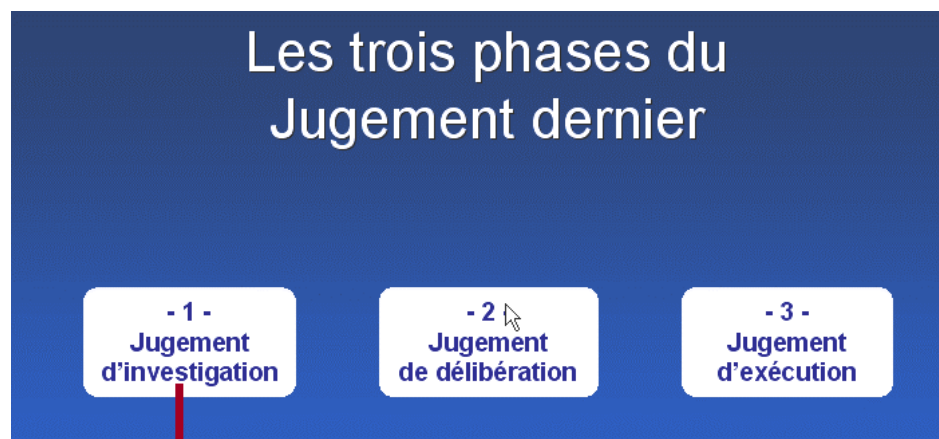 Les trois phases du
Jugement dernier
- 1 -
Jugement
d'investigation
- 2 -
Jugement
de délibération
- 3 -
Jugement
d'exécution